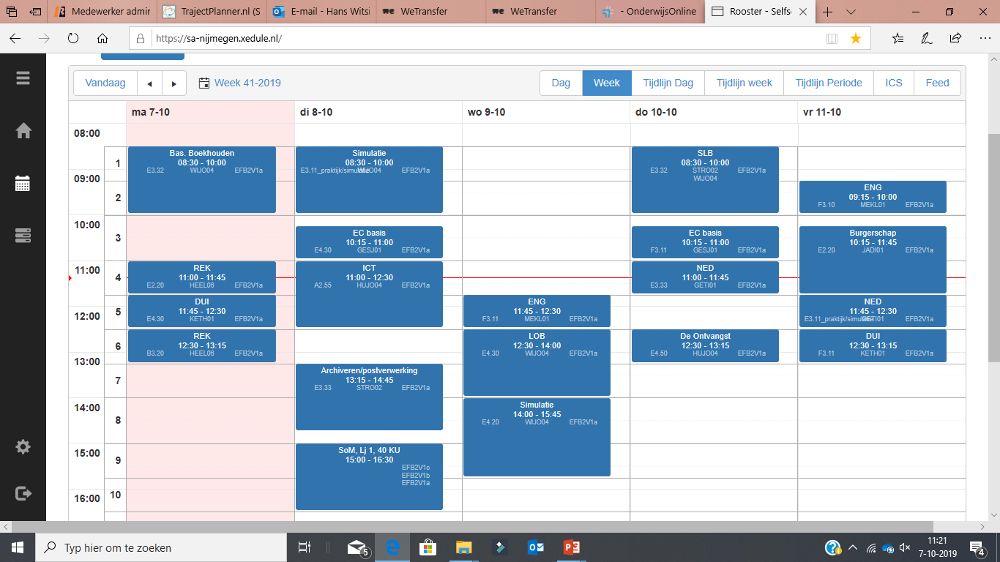 Medewerker admir
TrajectPlanner.nl (S
E-mail - Hans Witsi
WeTransfer
WeTransfer
- OnderwijsOnline
Rooster - Selfse
https://sa-nijmegen.xedule.nl/
Vandaag
Week 41-2019
Dag
Week
Tijdlijn Dag
Tijdlijn week
Tijdlijn Periode
ICS
Feed
ma 7-10
di 8-10
wo 9-10
do 10-10
vr 11-10
08:00
09:00
10:00
11:00
12:00
13:00
14:00
15:00
16:00
1
2
3
4
5
6
7
8
9
10
Bas. Boekhouden
08:30 - 10:00
E3.32 WIJO04 EFB2V1a
REK
11:00 - 11:45
E2.20 HEEL06 EFB2V1a
DUI
11:45 - 12:30
E4.30 KETH01 EFB2V1a
REK
12:30 - 13:15
B3.20 HEEL06 EFB2V1a
Simulatie
08:30 - 10:00
E3.11_praktijk/simulatie WIJO04 EFB2V1a
EC basis
10:15 - 11:00
E4.30 GESJ01 EFB2V1a
ICT
11:00 - 12:30
A2.55 HUJO04 EFB2V1a
Archiveren/postverwerking
13:15 - 14:45
E3.33 STRO02 EFB2V1a
SoM, Lj 1, 40 KU
15:00 - 16:30
EFB2V1c
EFB2V1b
EFB2V1a
ENG
11:45 - 12:30
F3.11 MEKL01 EFB2V1a
LOB
12:30 - 14:00
E4.30 WIJO04 EFB2V1a
Simulatie
14:00 - 15:45
E4.20 WIJO04 EFB2V1a
SLB
08:30 - 10:00
E3.32 STRO02 EFB2V1a
WIJO04
EC basis
10:15 - 11:00
F3.11 GESJ01 EFB2V1a
NED
11:00 - 11:45
E3.33 GETI01 EFB2V1a
De Ontvangst
12:30 - 13:15
E4.50 HUJO04 EFB2V1a
ENG
09:15 - 10:00
F3.10 MEKL01 EFB2V1a
Burgerschap
10:15 - 11:45
E2.20 JADI01 EFB2V1a
NED
11:45 - 12:30
E3.11_praktijk/simulatie GETI01 EFB2V1a
DUI
12:30 - 13:15
F3.11 KETH01 EFB2V1a
Typ hier om te zoeken
5
11:21
7-10-2019
4